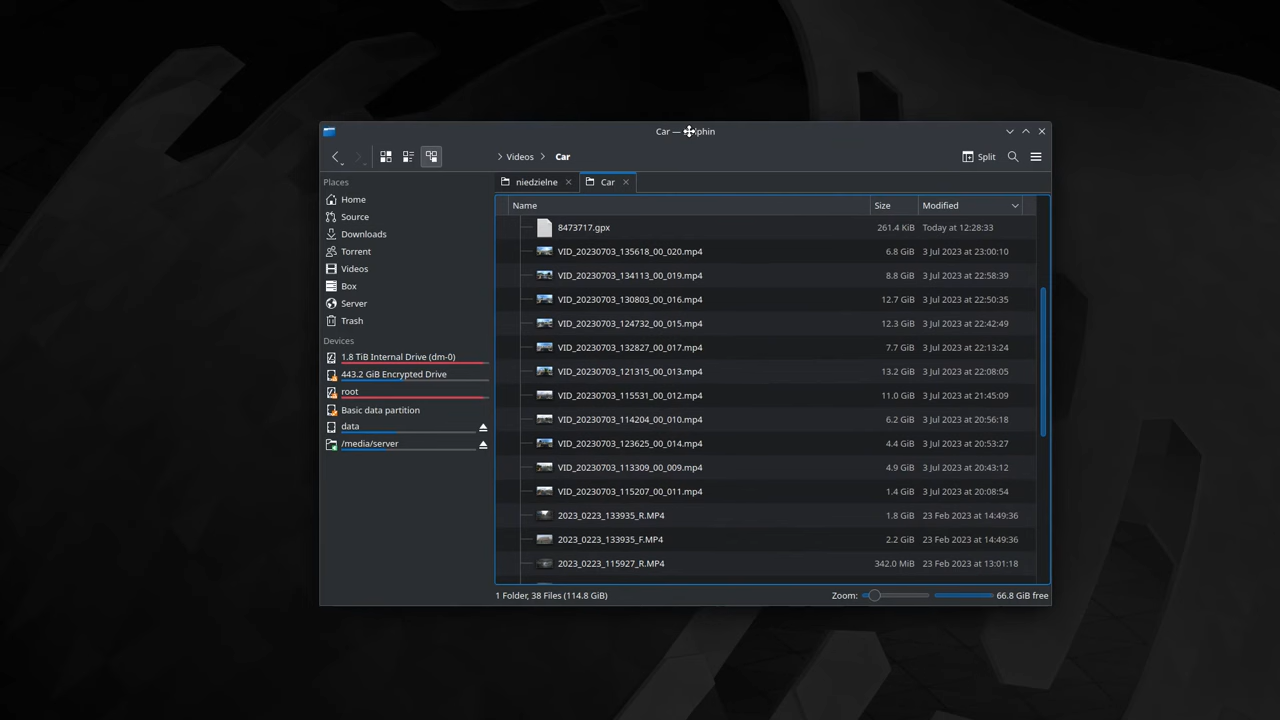 Car — phin
Videos
Car
Split
Places
Home
Source
Downloads
Torrent
Videos
Box
Server
Trash
Devices
1.8 TiB Internal Drive (dm-0)
443.2 GiB Encrypted Drive
root
Basic data partition
data
/media/server
niedzielne
Car
Name Size Modified
8473717.gpx 261.4 KiB Today at 12:28:33
VID_20230703_135618_00_020.mp4 6.8 GiB 3 Jul 2023 at 23:00:10
VID_20230703_134113_00_019.mp4 8.8 GiB 3 Jul 2023 at 22:58:39
VID_20230703_130803_00_016.mp4 12.7 GiB 3 Jul 2023 at 22:50:35
VID_20230703_124732_00_015.mp4 12.3 GiB 3 Jul 2023 at 22:42:49
VID_20230703_132827_00_017.mp4 7.7 GiB 3 Jul 2023 at 22:13:24
VID_20230703_121315_00_013.mp4 13.2 GiB 3 Jul 2023 at 22:08:05
VID_20230703_115531_00_012.mp4 11.0 GiB 3 Jul 2023 at 21:45:09
VID_20230703_114204_00_010.mp4 6.2 GiB 3 Jul 2023 at 20:56:18
VID_20230703_123625_00_014.mp4 4.4 GiB 3 Jul 2023 at 20:53:27
VID_20230703_113309_00_009.mp4 4.9 GiB 3 Jul 2023 at 20:43:12
VID_20230703_115207_00_011.mp4 1.4 GiB 3 Jul 2023 at 20:08:54
2023_0223_133935_R.MP4 1.8 GiB 23 Feb 2023 at 14:49:36
2023_0223_133935_F.MP4 2.2 GiB 23 Feb 2023 at 14:49:36
2023_0223_115927_R.MP4 342.0 MiB 23 Feb 2023 at 13:01:18
1 Folder, 38 Files (114.8 GiB)
Zoom:
66.8 GiB free